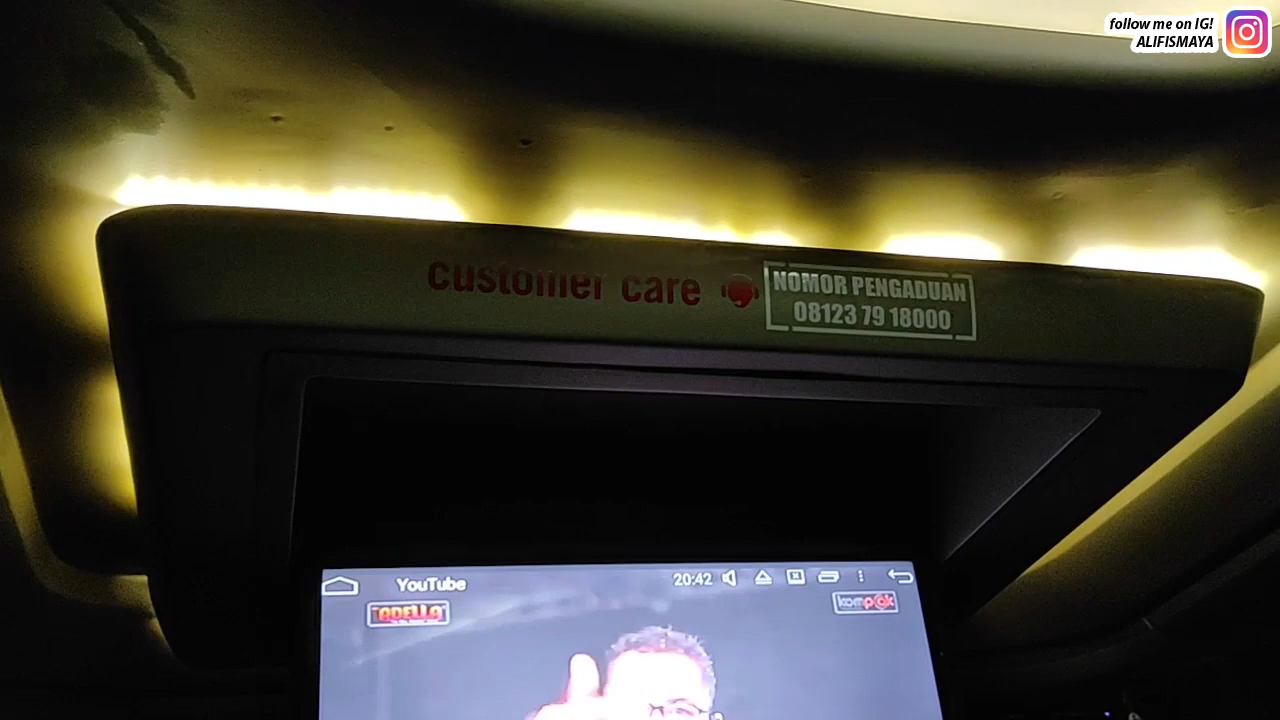 follow me on IG!
ALIFISMAYA
customer care
NOMOR PENGADUAN
08123 79 18000
YouTube
20:42
ADELLA
kompak